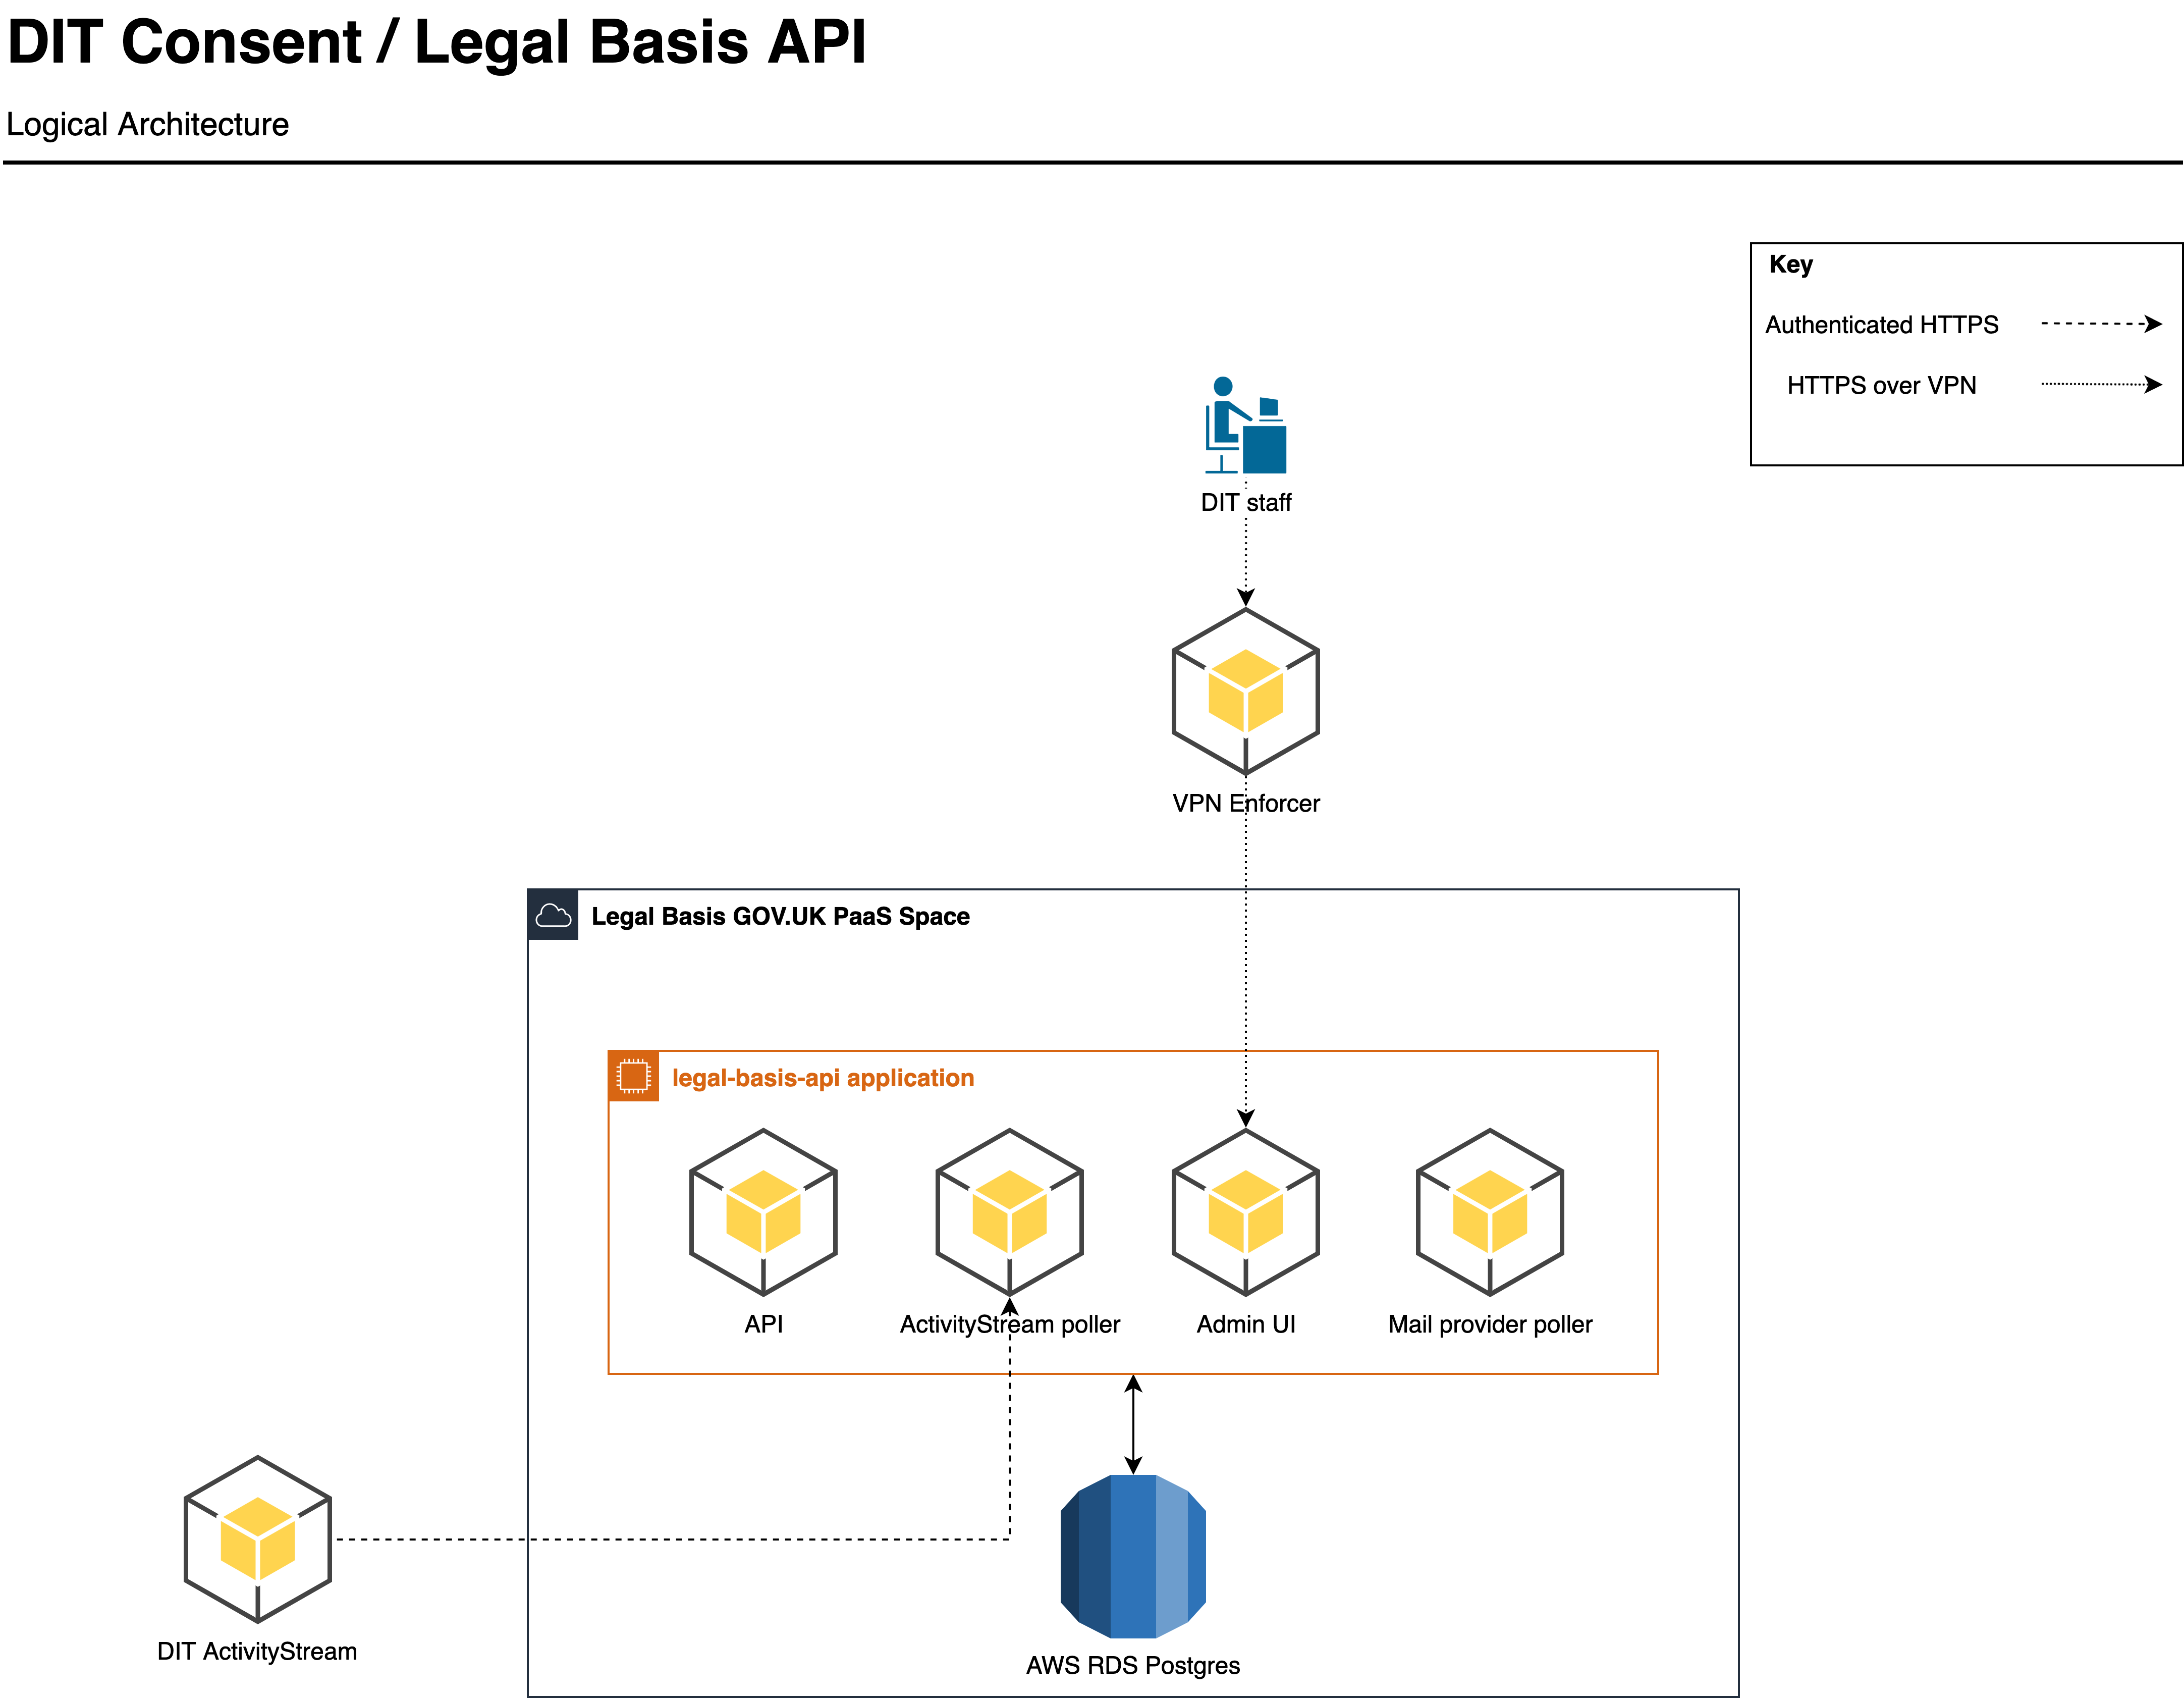 DIT Consent / Legal Basis API
Logical Architecture
Key
Authenticated HTTPS
HTTPS over VPN
DIT staff
VPN Enforcer
Legal Basis GOV.UK PaaS Space
legal-basis-api application
API
ActivityStream poller
Admin UI
Mail provider poller
DIT ActivityStream
AWS RDS Postgres